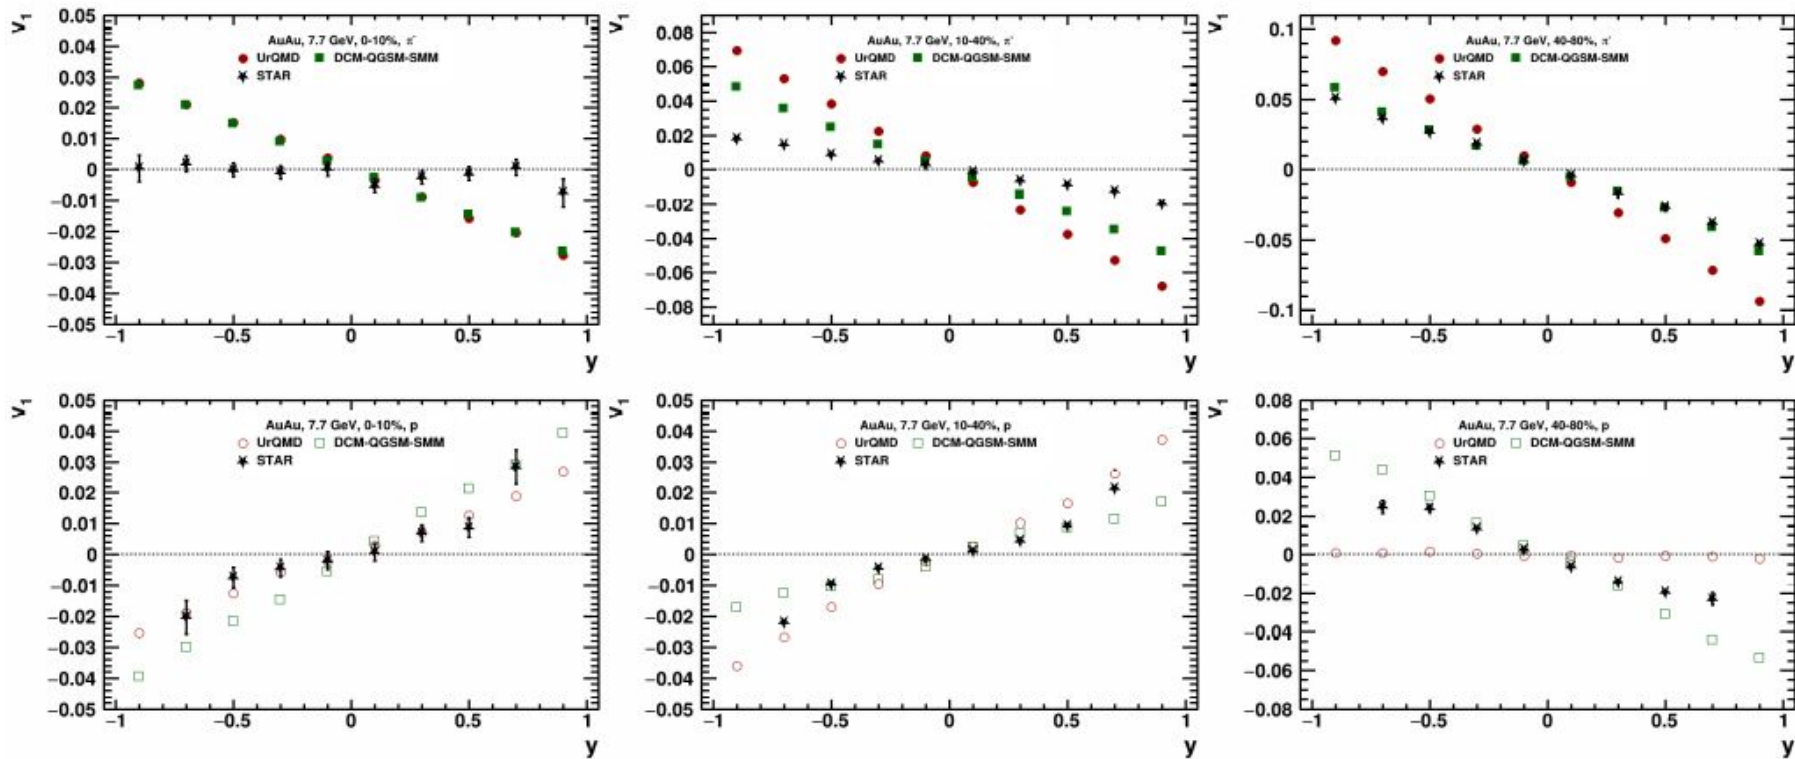 v₁
0.05
0.04
0.03
0.02
0.01
0
−0.01
−0.02
−0.03
−0.04
−0.05
AuAu, 7.7 GeV, 0-10%, π⁻
UrQMD DCM-QGSM-SMM
STAR
−1 −0.5 0 0.5 1
y
v₁
0.08
0.06
0.04
0.02
0
−0.02
−0.04
−0.06
−0.08
AuAu, 7.7 GeV, 10-40%, π⁻
UrQMD DCM-QGSM-SMM
STAR
−1 −0.5 0 0.5 1
y
v₁
0.1
0.05
0
−0.05
−0.1
AuAu, 7.7 GeV, 40-80%, π⁻
UrQMD DCM-QGSM-SMM
STAR
−1 −0.5 0 0.5 1
y
v₁
0.05
0.04
0.03
0.02
0.01
0
−0.01
−0.02
−0.03
−0.04
−0.05
AuAu, 7.7 GeV, 0-10%, p
UrQMD DCM-QGSM-SMM
STAR
−1 −0.5 0 0.5 1
y
v₁
0.05
0.04
0.03
0.02
0.01
0
−0.01
−0.02
−0.03
−0.04
−0.05
AuAu, 7.7 GeV, 10-40%, p
UrQMD DCM-QGSM-SMM
STAR
−1 −0.5 0 0.5 1
y
v₁
0.08
0.06
0.04
0.02
0
−0.02
−0.04
−0.06
−0.08
AuAu, 7.7 GeV, 40-80%, p
UrQMD DCM-QGSM-SMM
STAR
−1 −0.5 0 0.5 1
y